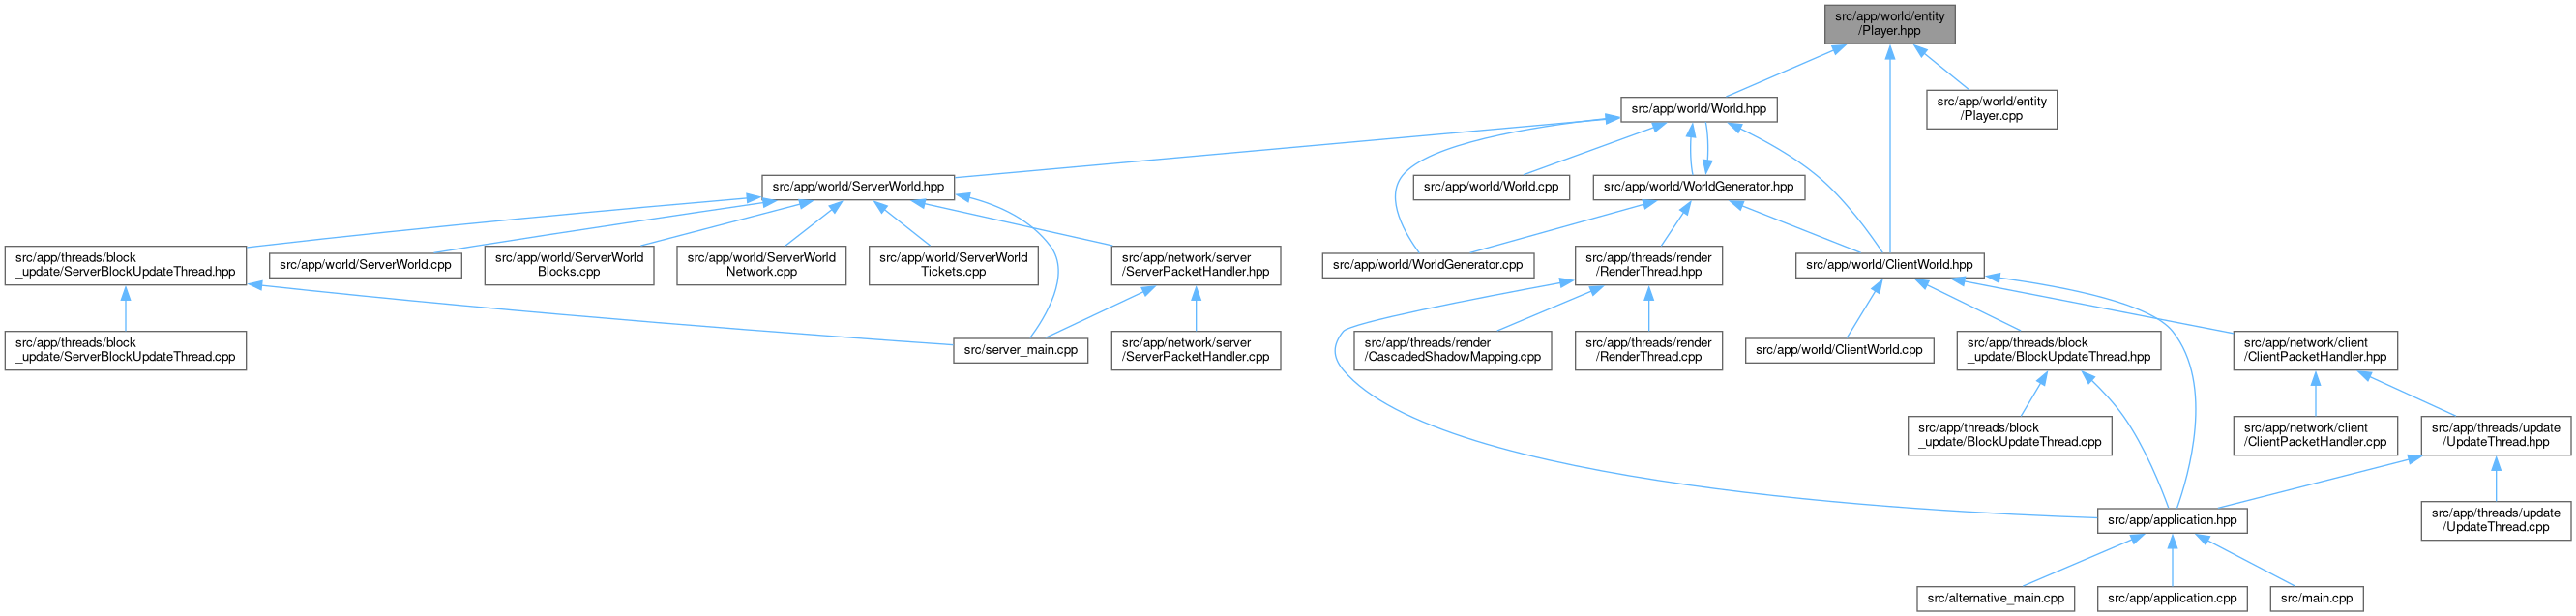 src/app/world/entity
/Player.hpp
src/app/world/World.hpp
src/app/world/entity
/Player.cpp
src/app/world/ServerWorld.hpp
src/app/world/World.cpp
src/app/world/WorldGenerator.hpp
src/app/threads/block
_update/ServerBlockUpdateThread.hpp
src/app/world/ServerWorld.cpp
src/app/world/ServerWorld
Blocks.cpp
src/app/world/ServerWorld
Network.cpp
src/app/world/ServerWorld
Tickets.cpp
src/app/network/server
/ServerPacketHandler.hpp
src/app/world/WorldGenerator.cpp
src/app/threads/render
/RenderThread.hpp
src/app/world/ClientWorld.hpp
src/app/threads/block
_update/ServerBlockUpdateThread.cpp
src/server_main.cpp
src/app/network/server
/ServerPacketHandler.cpp
src/app/threads/render
/CascadedShadowMapping.cpp
src/app/threads/render
/RenderThread.cpp
src/app/world/ClientWorld.cpp
src/app/threads/block
_update/BlockUpdateThread.hpp
src/app/network/client
/ClientPacketHandler.hpp
src/app/threads/block
_update/BlockUpdateThread.cpp
src/app/network/client
/ClientPacketHandler.cpp
src/app/threads/update
/UpdateThread.hpp
src/app/application.hpp
src/app/threads/update
/UpdateThread.cpp
src/alternative_main.cpp
src/app/application.cpp
src/main.cpp